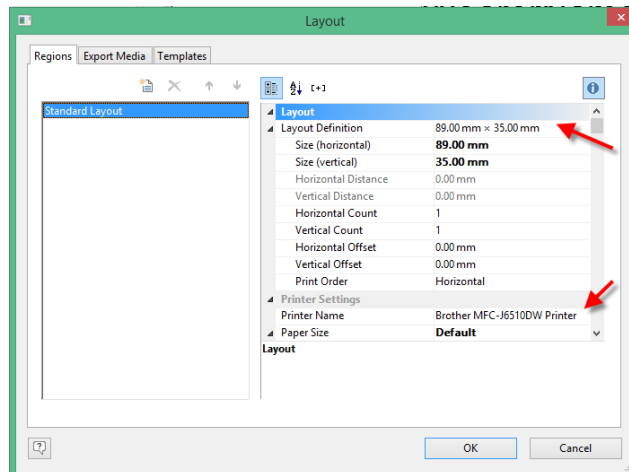 Layout
Regions Export Media Templates
[+]
Standard Layout
Layout
Layout Definition 89.00 mm × 35.00 mm
Size (horizontal) 89.00 mm
Size (vertical) 35.00 mm
Horizontal Distance 0.00 mm
Vertical Distance 0.00 mm
Horizontal Count 1
Vertical Count 1
Horizontal Offset 0.00 mm
Vertical Offset 0.00 mm
Print Order Horizontal
Printer Settings
Printer Name Brother MFC-J6510DW Printer
Paper Size Default
Layout
OK Cancel